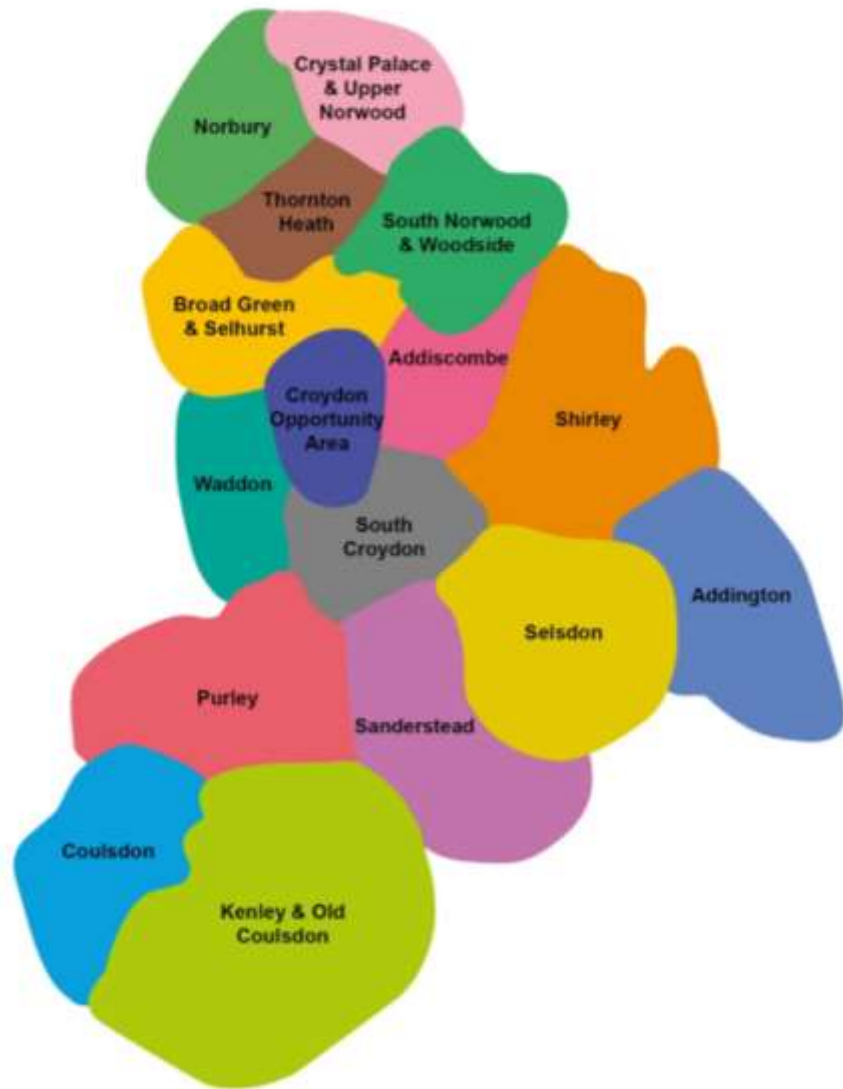 Crystal Palace
& Upper
Norwood
Norbury
Thornton
Heath
South Norwood
& Woodside
Broad Green
& Selhurst
Addiscombe
Croydon
Opportunity
Area
Shirley
Waddon
South
Croydon
Addington
Selsdon
Purley
Sanderstead
Coulsdon
Kenley & Old
Coulsdon